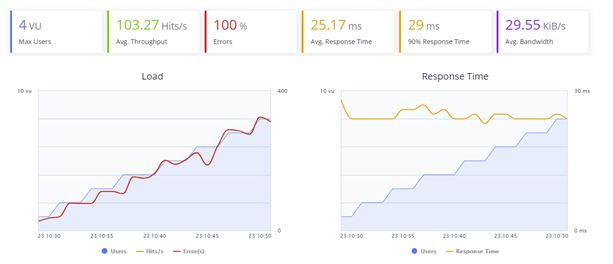 4 VU
Max Users
103.27 Hits/s
Avg. Throughput
100 %
Errors
25.17 ms
Avg. Response Time
29 ms
90% Response Time
29.55 KiB/s
Avg. Bandwidth
Load
10 vu
400
0
23:10:30
23:10:35
23:10:40
23:10:45
23:10:50
Users
Hits/s
Error(s)
Response Time
10 vu
30 ms
0 ms
23:10:30
23:10:35
23:10:40
23:10:45
23:10:50
Users
Response Time